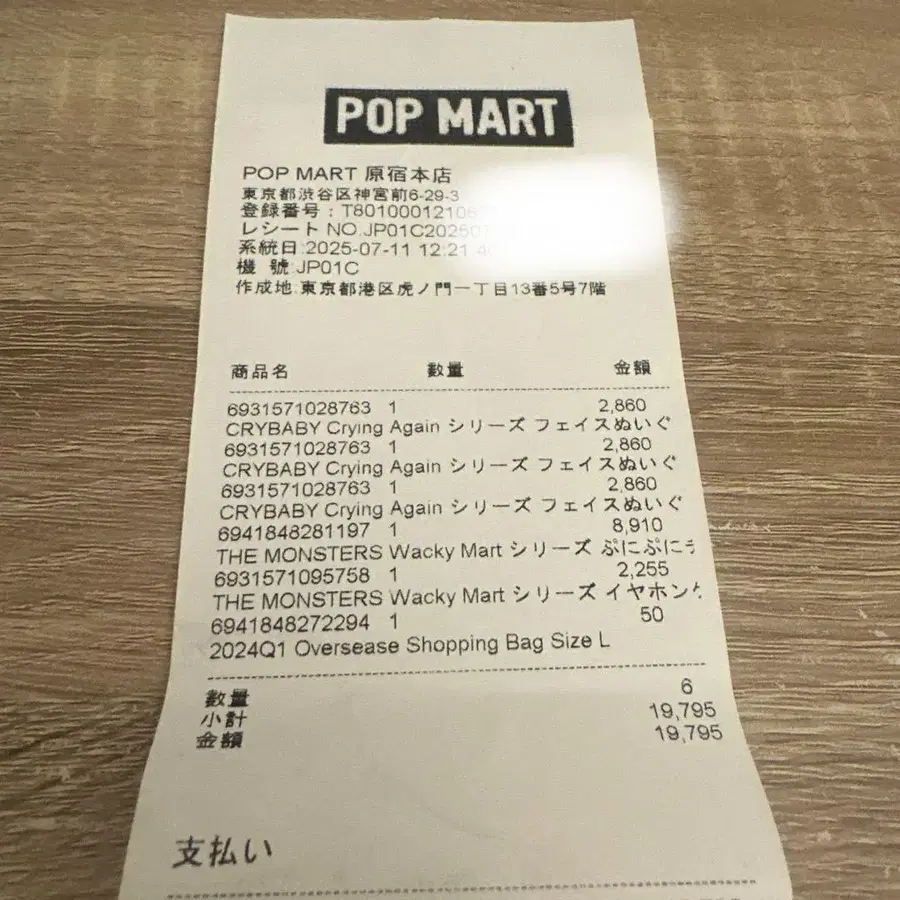 POP MART
POP MART 原宿本店
東京都渋谷区神宮前6-29-3
登録番号：T80100012106
レシート NO.JP01C202507
系統日:2025-07-11 12:21
機 號:JP01C
作成地:東京都港区虎ノ門一丁目13番5号7階
商品名 数量 金額
6931571028763 1 2,860
CRYBABY Crying Again シリーズ フェイスぬいぐ
6931571028763 1 2,860
CRYBABY Crying Again シリーズ フェイスぬいぐ
6931571028763 1 2,860
CRYBABY Crying Again シリーズ フェイスぬいぐ
6941848281197 1 8,910
THE MONSTERS Wacky Mart シリーズ ぷにぷに
6931571095758 1 2,255
THE MONSTERS Wacky Mart シリーズ イヤホン
6941848272294 1 50
2024Q1 Oversease Shopping Bag Size L
数量 6
小計 19,795
金額 19,795
支払い